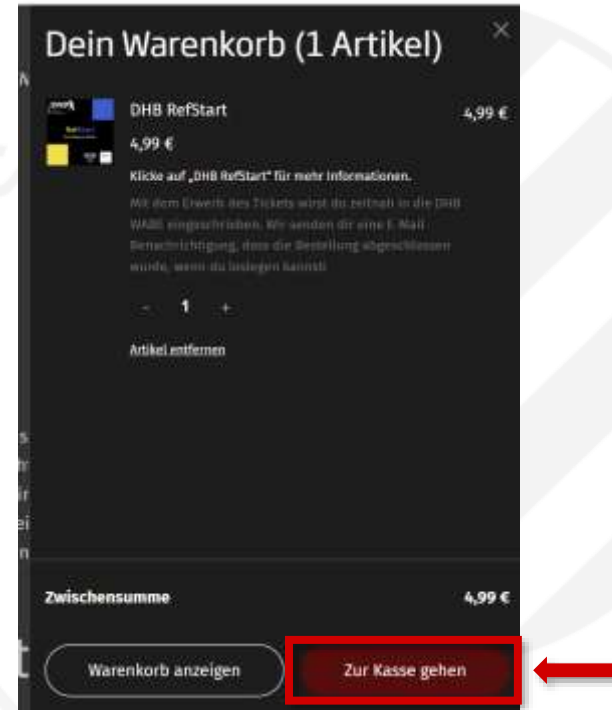 Dein Warenkorb (1 Artikel)
DHB RefStart 4,99 €
4,99 €
Klicke auf „DHB RefStart" für mehr Informationen.
Mit dem Erwerb des Tickets wirst du zeitnah in die DHB
WABE eingeschrieben. Wir senden dir eine E-Mail
Benachrichtigung, dass die Bestellung abgeschlossen
wurde, wenn du loslegen kannst!
- 1 +
Artikel entfernen
Zwischensumme 4,99 €
Warenkorb anzeigen
Zur Kasse gehen